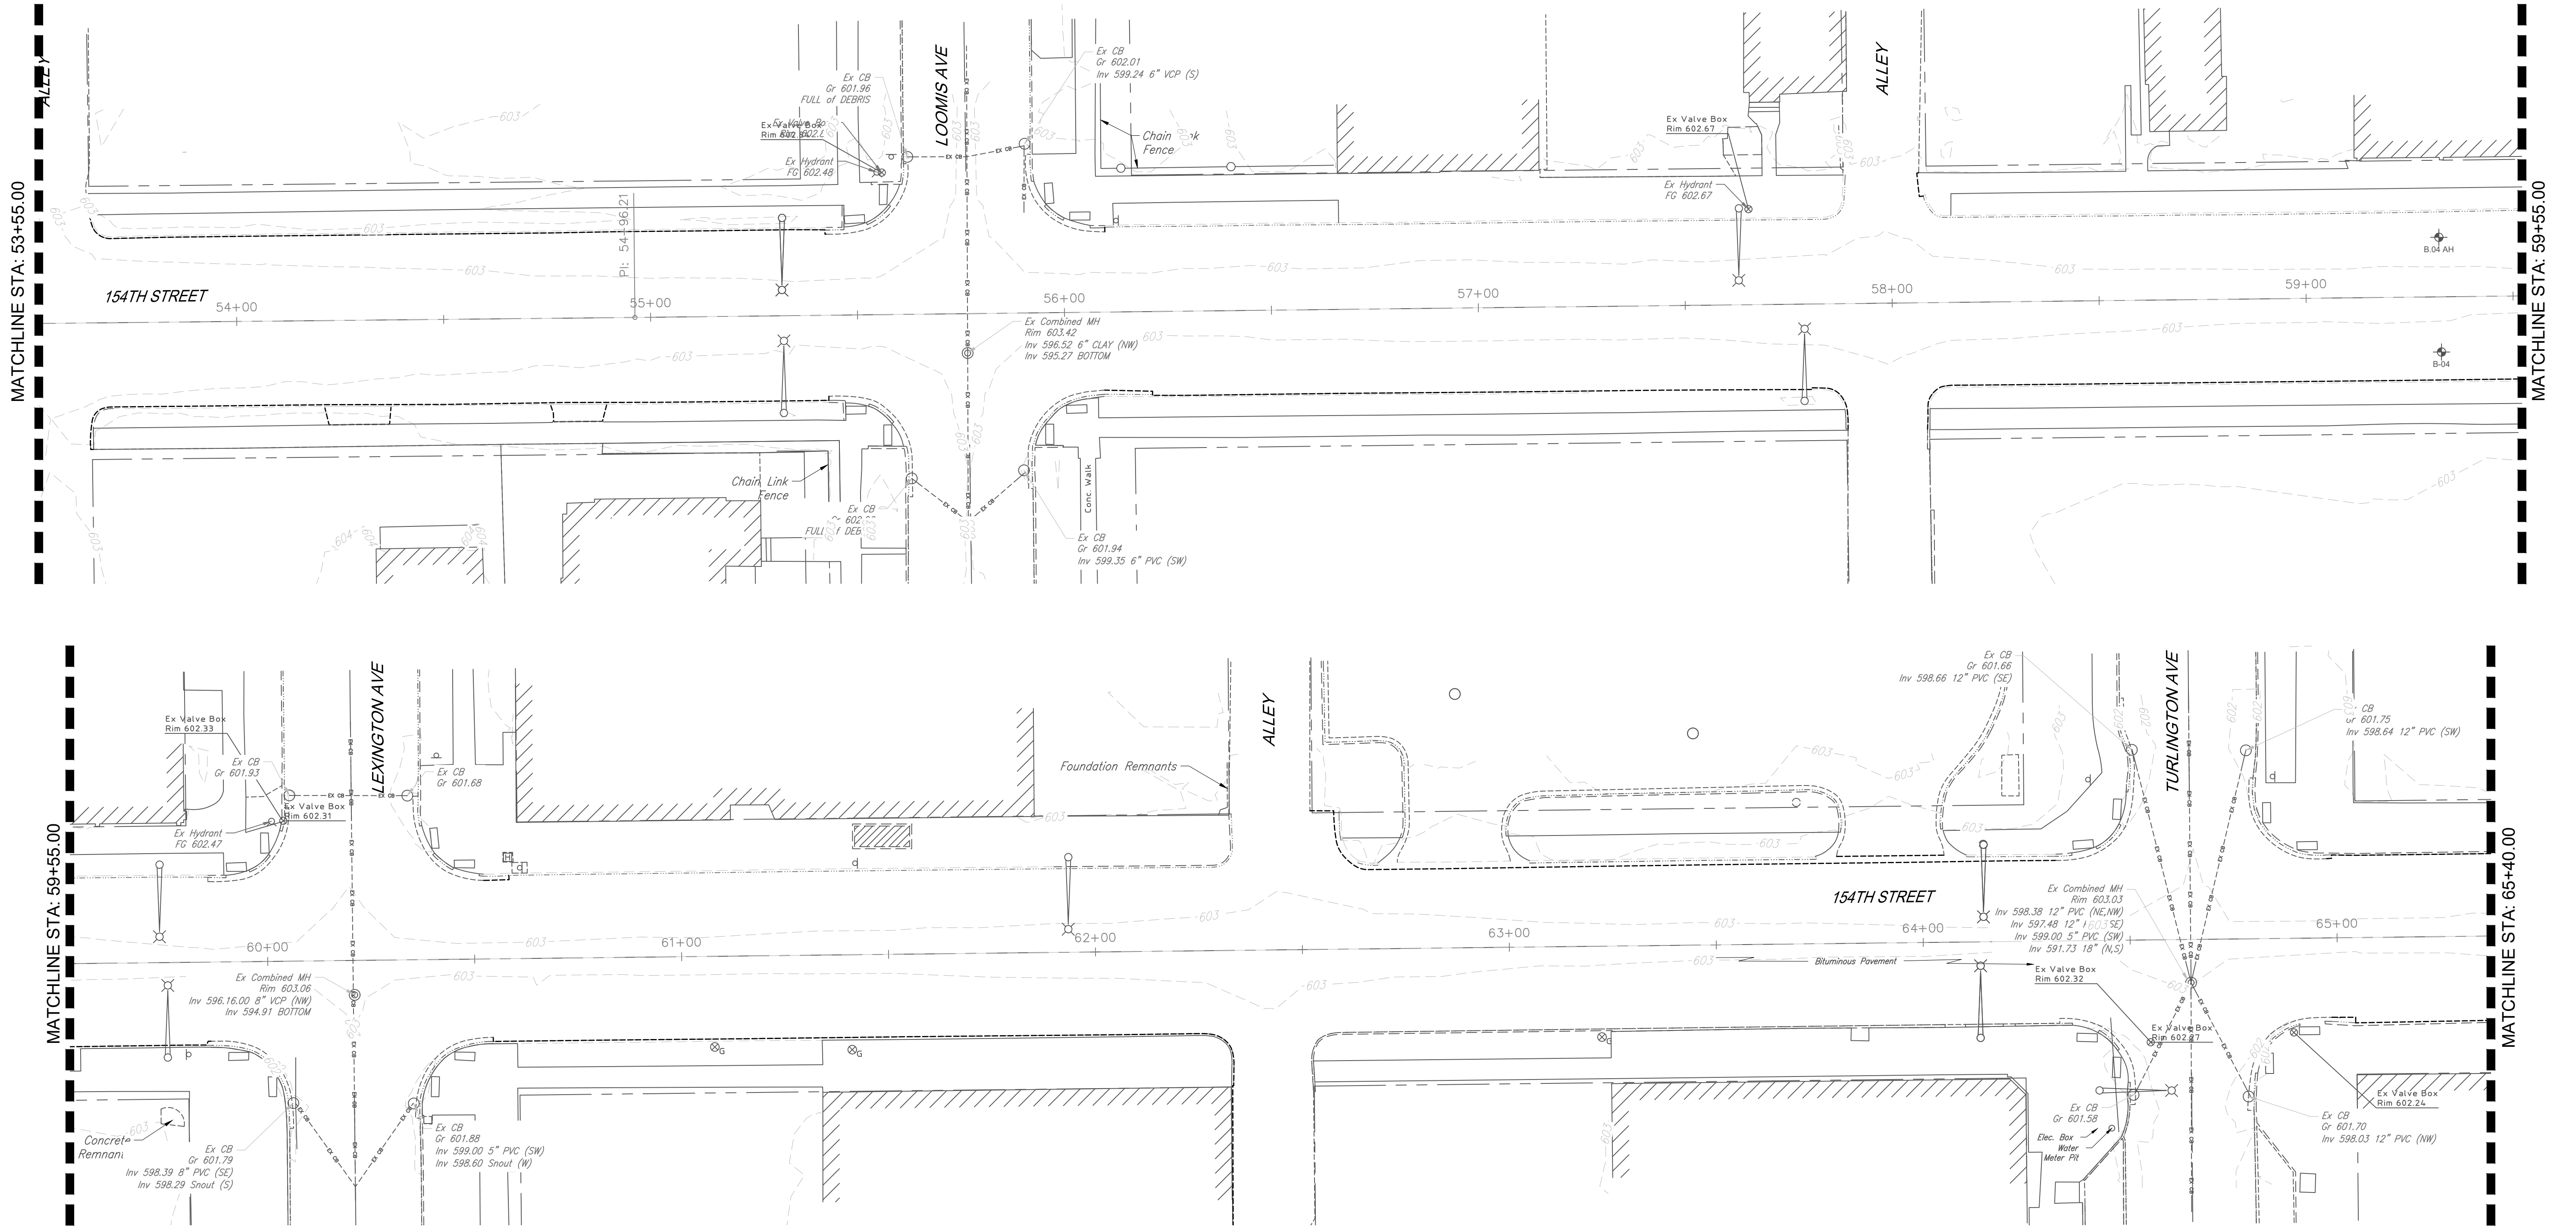 MATCHLINE STA: 53+55.00
ALLEY
603
Ex CB
Gr 601.96
FULL of DEBRIS
Ex Valve Box
Ex Hydrant
FG 602.48
LOOMIS AVE
Ex CB
Gr 602.01
Inv 599.24 6" VCP (S)
EX CB
Chain
Fence
Ex Valve Box
Rim 602.67
Ex Hydrant
FG 602.67
ALLEY
MATCHLINE STA: 59+55.00
B.04 AH
B-04
PI: 54+96.21
154TH STREET
54+00
55+00
56+00
57+00
58+00
59+00
Ex Combined MH
Rim 603.42
Inv 596.52 6" CLAY (NW)
Inv 595.27 BOTTOM
603
603
603
Chain Link
Fence
Ex CB
FULL
Conc. Walk
Ex CB
Gr 601.94
Inv 599.35 6" PVC (SW)
604
604
603
MATCHLINE STA: 59+55.00
Ex Valve Box
Rim 602.33
Ex CB
Gr 601.93
Ex Valve Box
Rim 602.31
Ex Hydrant
FG 602.47
LEXINGTON AVE
Ex CB
Gr 601.68
Foundation Remnants
ALLEY
Ex CB
Gr 601.66
Inv 598.66 12" PVC (SE)
TURLINGTON AVE
CB
Gr 601.75
Inv 598.64 12" PVC (SW)
MATCHLINE STA: 65+40.00
154TH STREET
60+00
61+00
62+00
63+00
64+00
65+00
Ex Combined MH
Rim 603.06
Inv 596.16.00 8" VCP (NW)
Inv 594.91 BOTTOM
Ex Combined MH
Rim 603.03
Inv 598.38 12" PVC (NE,NW)
Inv 597.48 12"
Inv 599.00 5" PVC (SW)
Inv 591.73 18" (N,S)
Bituminous Pavement
Ex Valve Box
Rim 602.32
Ex Valve Box
G
G
Concrete
Ex CB
Gr 601.79
Inv 598.39 8" PVC (SE)
Inv 598.29 Snout (S)
Ex CB
Gr 601.88
Inv 599.00 5" PVC (SW)
Inv 598.60 Snout (W)
Ex CB
Gr 601.58
Elec. Box
Water
Meter Pit
Ex Valve Box
Rim 602.24
Ex CB
Gr 601.70
Inv 598.03 12" PVC (NW)